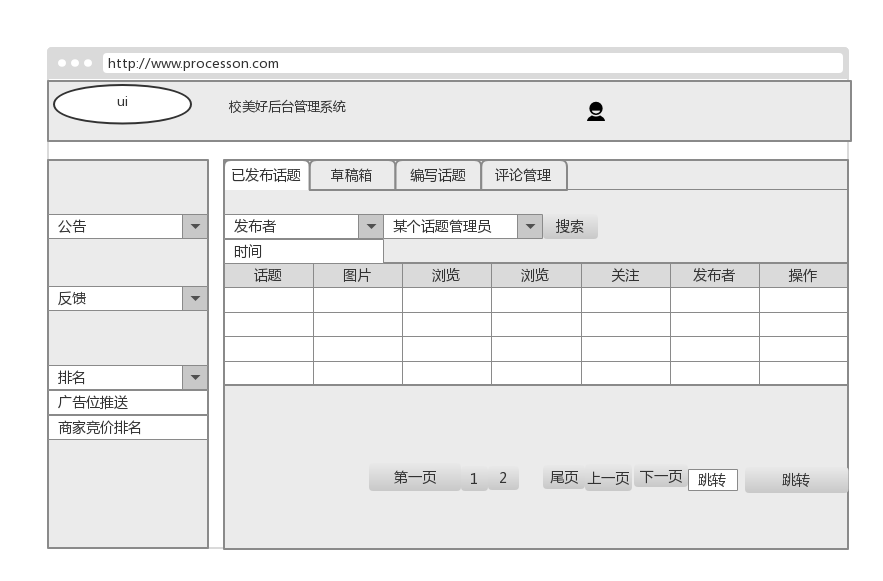 http://www.processon.com
ui
校美好后台管理系统
已发布话题 草稿箱 编写话题 评论管理
公告
发布者 某个话题管理员 搜索
时间
话题 图片 浏览 浏览 关注 发布者 操作
反馈
排名
广告位推送
商家竞价排名
第一页 1 2 尾页 上一页 下一页 跳转 跳转